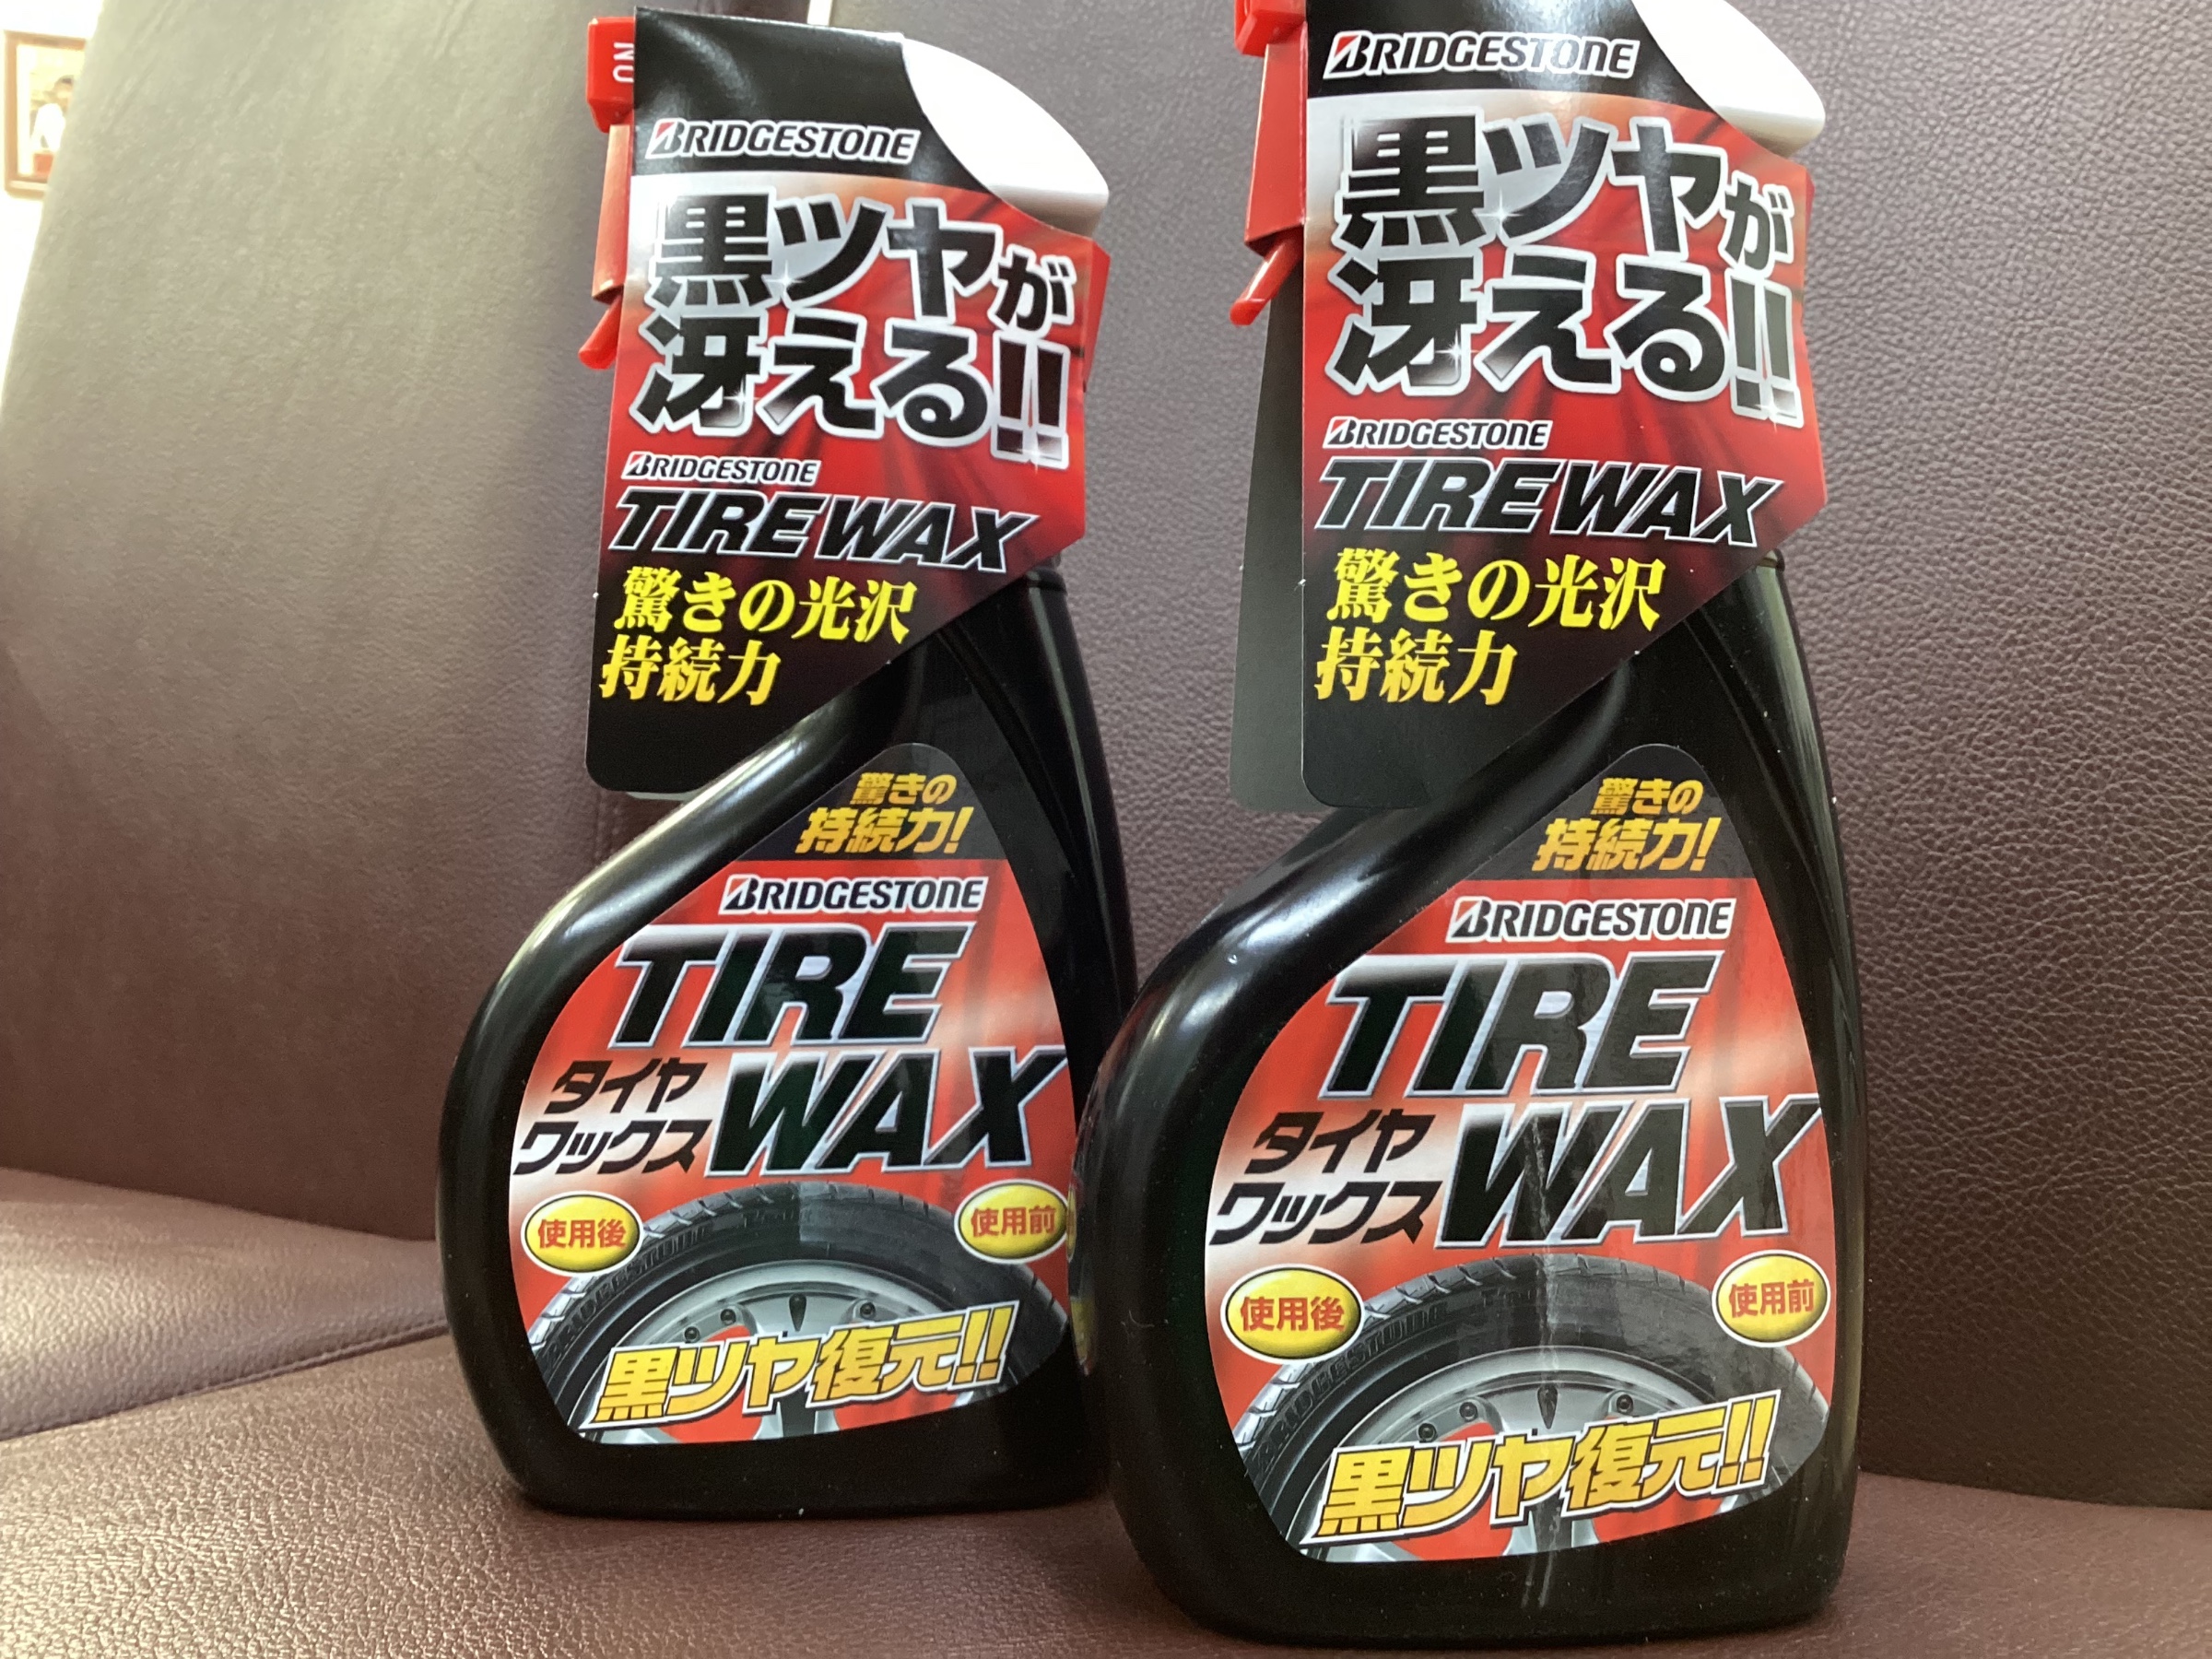 NO
BRIDGESTONE
黒ツヤが
冴える!!
BRIDGESTONE
TIRE WAX
驚きの光沢
持続力
驚きの
持続力!
BRIDGESTONE
TIRE
タイヤ
ワックス
WAX
使用後
使用前
BRIDGESTONE
黒ツヤ復元!!
BRIDGESTONE
黒ツヤが
冴える!!
BRIDGESTONE
TIRE WAX
驚きの光沢
持続力
驚きの
持続力!
BRIDGESTONE
TIRE
タイヤ
ワックス
WAX
使用後
使用前
BRIDGESTONE
黒ツヤ復元!!